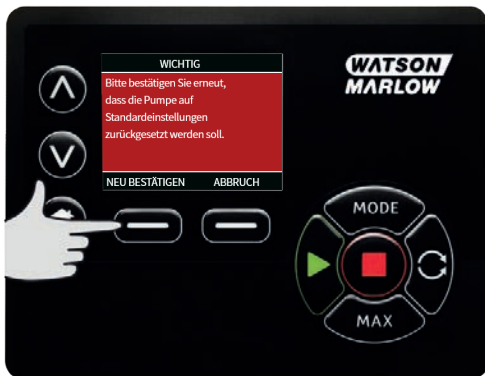 WICHTIG
Bitte bestätigen Sie erneut,
dass die Pumpe auf
Standardeinstellungen
zurückgesetzt werden soll.
NEU BESTÄTIGEN ABBRUCH
WATSON
MARLOW
MODE
MAX